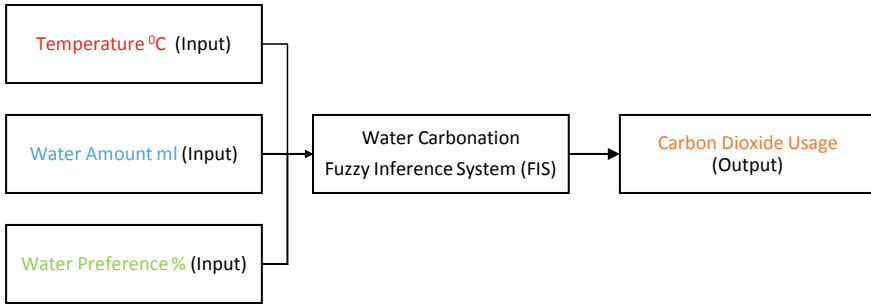 Temperature ⁰C (Input)
Water Amount ml (Input)
Water Preference % (Input)
Water Carbonation
Fuzzy Inference System (FIS)
Carbon Dioxide Usage
(Output)